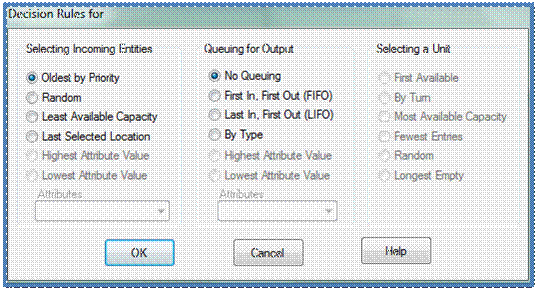 Decision Rules for
Selecting Incoming Entities
Oldest by Priority
Random
Least Available Capacity
Last Selected Location
Highest Attribute Value
Lowest Attribute Value
Attributes
Queuing for Output
No Queuing
First In, First Out (FIFO)
Last In, First Out (LIFO)
By Type
Highest Attribute Value
Lowest Attribute Value
Attributes
Selecting a Unit
First Available
By Turn
Most Available Capacity
Fewest Entries
Random
Longest Empty
OK
Cancel
Help